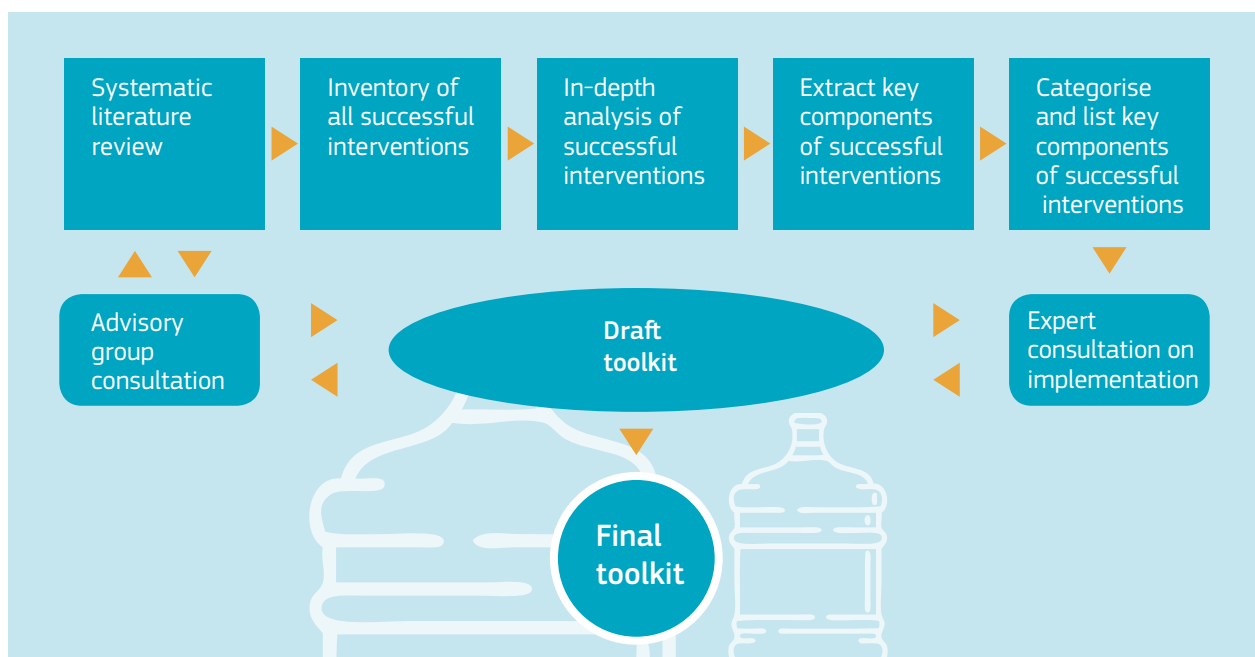 Systematic
literature
review
Inventory of
all successful
interventions
In-depth
analysis of
successful
interventions
Extract key
components
of successful
interventions
Categorise
and list key
components
of successful
interventions
Advisory
group
consultation
Draft
toolkit
Expert
consultation on
implementation
Final
toolkit